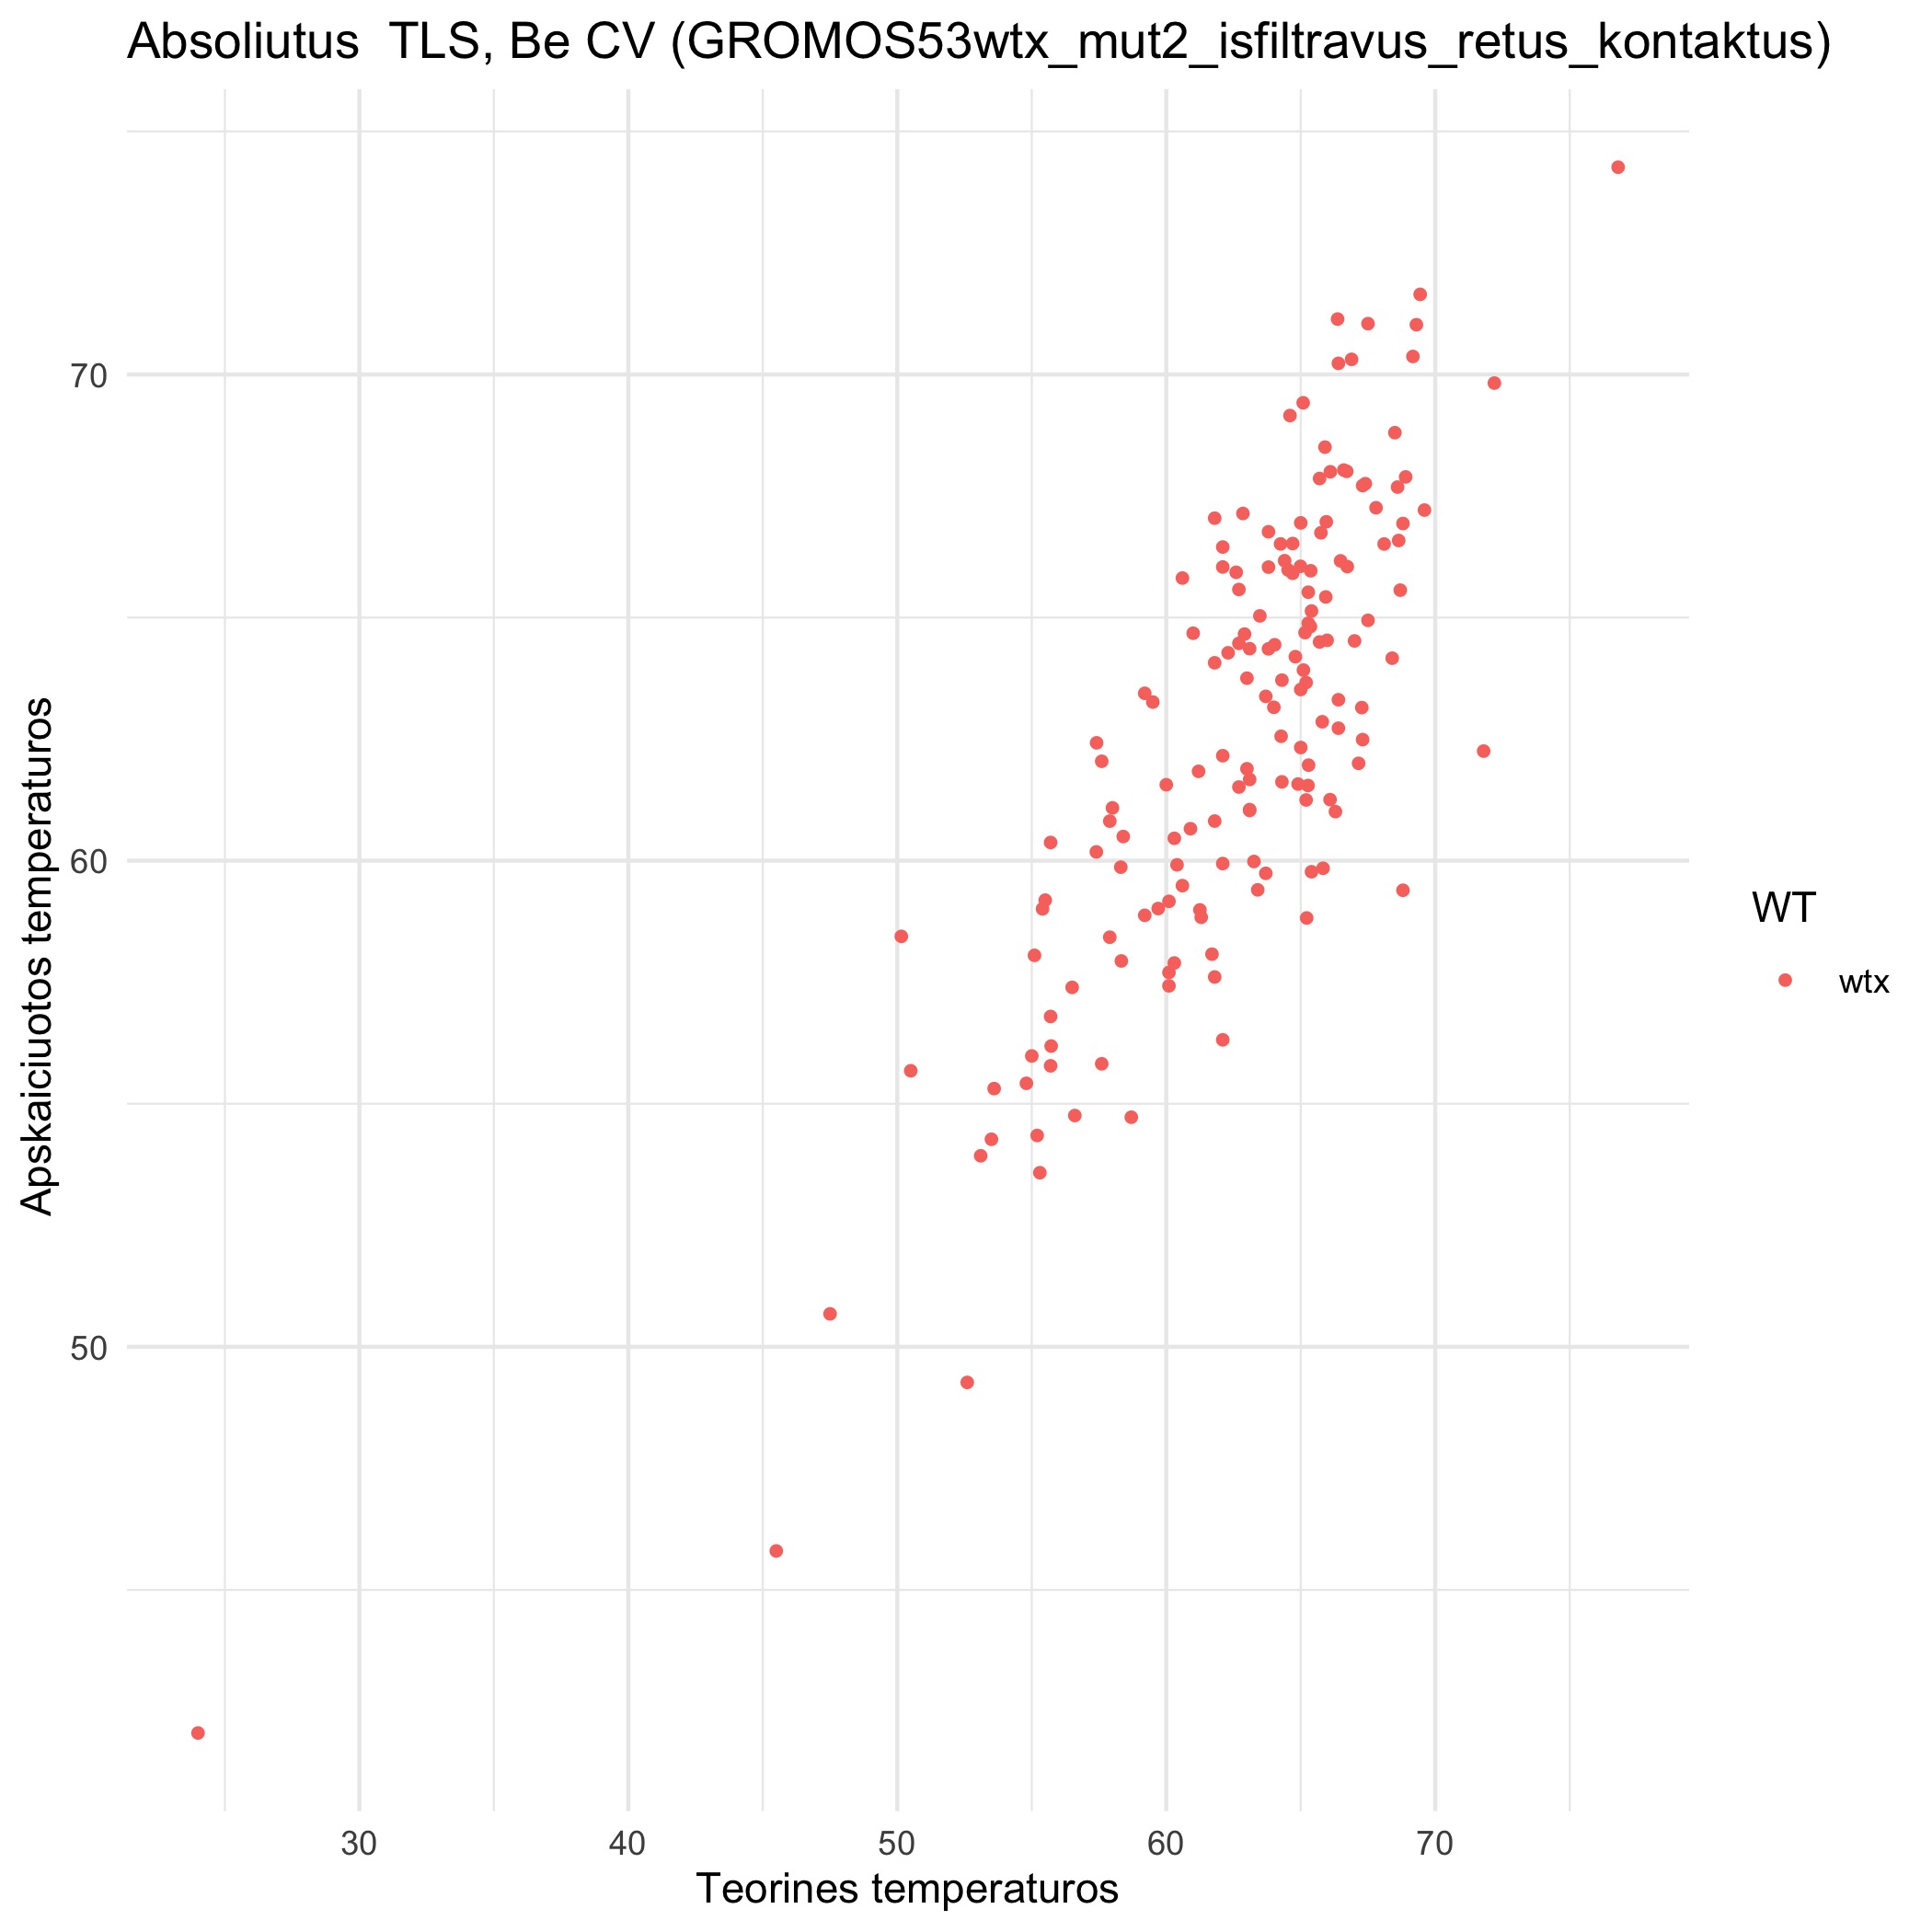 Absoliutus  TLS, Be CV (GROMOS53wtx_mut2_isfiltravus_retus_kontaktus)
70
60
50
Apskaiciuotos temperaturos
30 40 50 60 70
Teorines temperaturos
WT
wtx